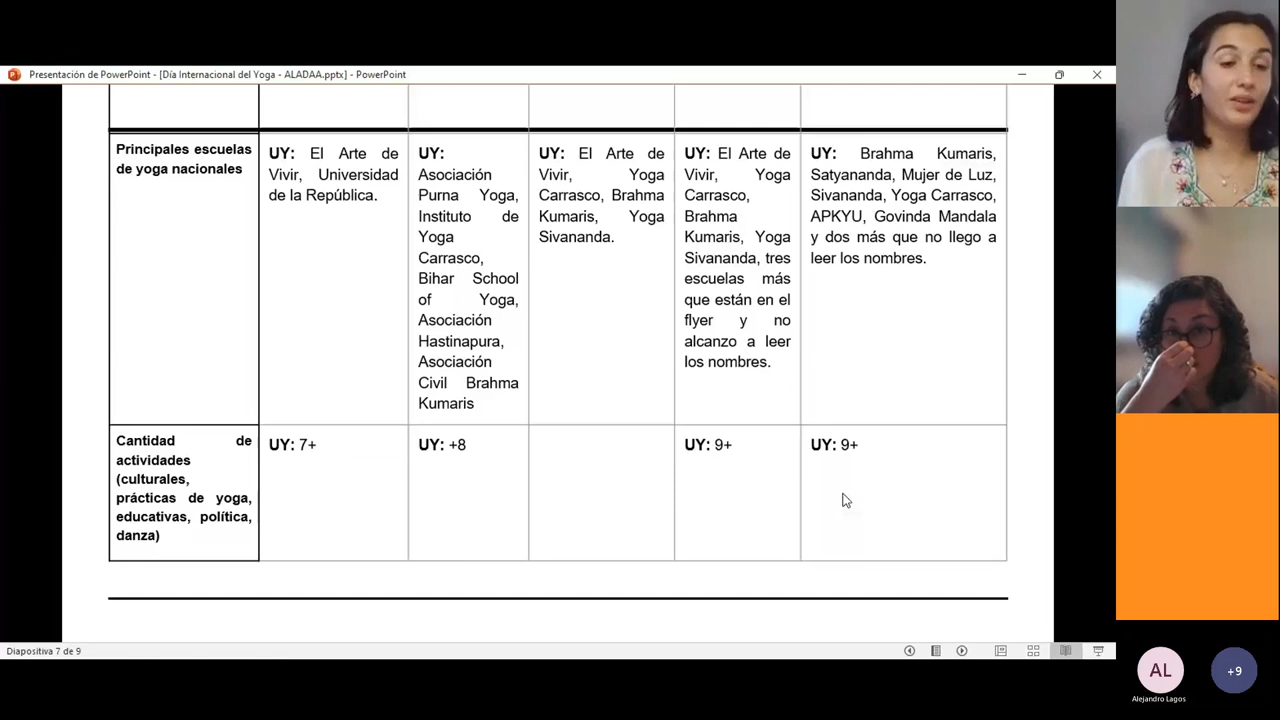 Presentación de PowerPoint - [Día Internacional del Yoga - ALADAA.pptx] - PowerPoint
Principales escuelas
de yoga nacionales
UY: El Arte de
Vivir, Universidad
de la República.
UY:
Asociación
Purna Yoga,
Instituto de
Yoga
Carrasco,
Bihar School
of Yoga,
Asociación
Hastinapura,
Asociación
Civil Brahma
Kumaris
UY: El Arte de
Vivir, Yoga
Carrasco, Brahma
Kumaris, Yoga
Sivananda.
UY: El Arte de
Vivir, Yoga
Carrasco,
Brahma
Kumaris, Yoga
Sivananda, tres
escuelas más
que están en el
flyer y no
alcanzo a leer
los nombres.
UY: Brahma Kumaris,
Satyananda, Mujer de Luz,
Sivananda, Yoga Carrasco,
APKYU, Govinda Mandala
y dos más que no llego a
leer los nombres.
Cantidad de
actividades
(culturales,
prácticas de yoga,
educativas, política,
danza)
UY: 7+
UY: +8
UY: 9+
UY: 9+
Diapositiva 7 de 9
AL
Alejandro Lagos
+9